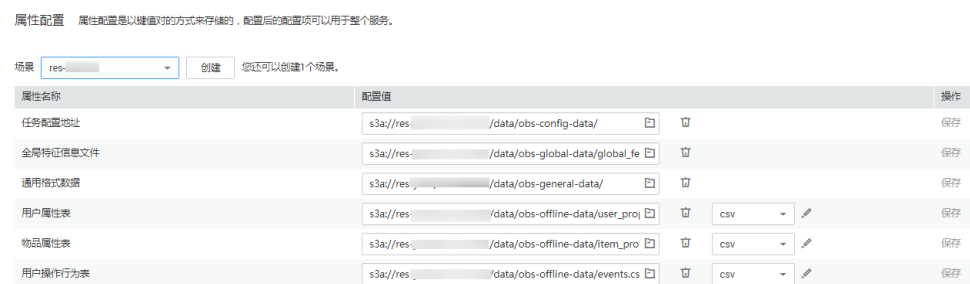 属性配置 属性配置是以键值对的方式来存储的，配置后的配置项可以用于整个服务。
场景 res- 创建 您还可以创建1个场景。
属性名称 配置值 操作
任务配置地址 s3a://res- /data/obs-config-data/ 保存
全局特征信息文件 s3a://res- /data/obs-global-data/global_fe 保存
通用格式数据 s3a://res /data/obs-general-data/ 保存
用户属性表 s3a://res- /data/obs-offline-data/user_pro csv 保存
物品属性表 s3a://res- /data/obs-offline-data/item_pro csv 保存
用户操作行为表 s3a://res- /data/obs-offline-data/events.cs csv 保存